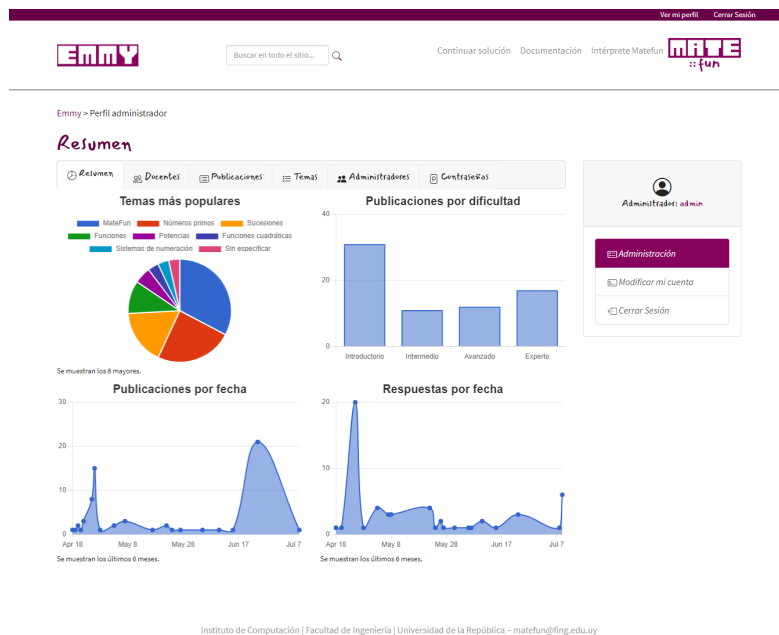 Ver mi perfil Cerrar Sesión
Emmy
Buscar en todo el sitio...
Continuar solución Documentación Intérprete Matefun
MiTE
::fun
Emmy > Perfil administrador
Resumen
Resumen Docentes Publicaciones Temas Administradores Contraseñas
Temas más populares
MateFun Números primos Sucesiones
Funciones Potencias Funciones cuadráticas
Sistemas de numeración Sin especificar
Se muestran los 8 mayores.
Publicaciones por dificultad
40
20
0
Introductorio Intermedio Avanzado Experto
Publicaciones por fecha
30
20
10
0
Apr 18 May 8 May 28 Jun 17 Jul 7
Se muestran los últimos 6 meses.
Respuestas por fecha
20
10
0
Apr 18 May 8 May 28 Jun 17 Jul 7
Se muestran los últimos 6 meses.
Administrador: admin
Administración
Modificar mi cuenta
Cerrar Sesión
Instituto de Computación | Facultad de Ingeniería | Universidad de la República – matefun@fing.edu.uy